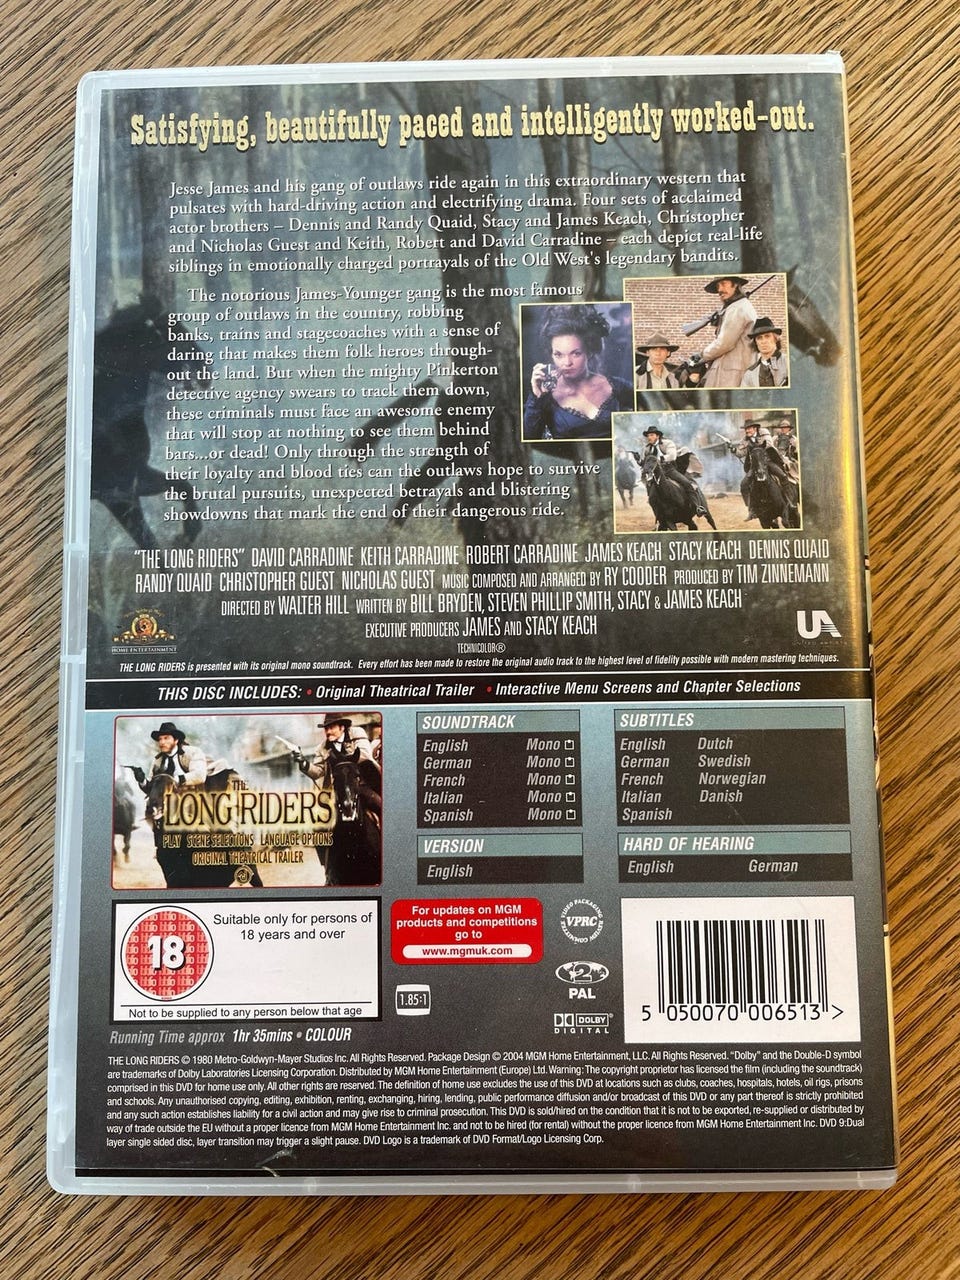 Satisfying, beautifully paced and intelligently worked-out.
Jesse James and his gang of outlaws ride again in this extraordinary western that
pulsates with hard-driving action and electrifying drama. Four sets of acclaimed
actor brothers – Dennis and Randy Quaid, Stacy and James Keach, Christopher
and Nicholas Guest and Keith, Robert and David Carradine – each depict real-life
siblings in emotionally charged portrayals of the Old West's legendary bandits.
The notorious James-Younger gang is the most famous
group of outlaws in the country, robbing
banks, trains and stagecoaches with a sense of
daring that makes them folk heroes through-
out the land. But when the mighty Pinkerton
detective agency swears to track them down,
these criminals must face an awesome enemy
that will stop at nothing to see them behind
bars...or dead! Only through the strength of
their loyalty and blood ties can the outlaws hope to survive
the brutal pursuits, unexpected betrayals and blistering
showdowns that mark the end of their dangerous ride.
"THE LONG RIDERS" DAVID CARRADINE KEITH CARRADINE ROBERT CARRADINE JAMES KEACH STACY KEACH DENNIS QUAID
RANDY QUAID CHRISTOPHER GUEST NICHOLAS GUEST MUSIC COMPOSED AND ARRANGED BY RY COODER PRODUCED BY TIM ZINNEMANN
DIRECTED BY WALTER HILL WRITTEN BY BILL BRYDEN, STEVEN PHILLIP SMITH, STACY & JAMES KEACH
EXECUTIVE PRODUCERS JAMES AND STACY KEACH
HOME ENTERTAINMENT
TECHNICOLOR®
UA
THE LONG RIDERS is presented with its original mono soundtrack. Every effort has been made to restore the original audio track to the highest level of fidelity possible with modern mastering techniques.
THIS DISC INCLUDES: • Original Theatrical Trailer • Interactive Menu Screens and Chapter Selections
THE
LONG RIDERS
PLAY SCENE SELECTIONS LANGUAGE OPTIONS
ORIGINAL THEATRICAL TRAILER
SOUNDTRACK
English Mono
German Mono
French Mono
Italian Mono
Spanish Mono
VERSION
English
SUBTITLES
English Dutch
German Swedish
French Norwegian
Italian Danish
Spanish
HARD OF HEARING
English German
18
Suitable only for persons of
18 years and over
Not to be supplied to any person below that age
For updates on MGM
products and competitions
go to
www.mgmuk.com
1.85:1
VIDEO PACKAGING REVIEW COMMITTEE
VPRC
2
PAL
DOLBY
DIGITAL
5 050070 006513 >
Running Time approx 1hr 35mins • COLOUR
THE LONG RIDERS © 1980 Metro-Goldwyn-Mayer Studios Inc. All Rights Reserved. Package Design © 2004 MGM Home Entertainment, LLC. All Rights Reserved. "Dolby" and the Double-D symbol
are trademarks of Dolby Laboratories Licensing Corporation. Distributed by MGM Home Entertainment (Europe) Ltd. Warning: The copyright proprietor has licensed the film (including the soundtrack)
comprised in this DVD for home use only. All other rights are reserved. The definition of home use excludes the use of this DVD at locations such as clubs, coaches, hospitals, hotels, oil rigs, prisons
and schools. Any unauthorised copying, editing, exhibition, renting, exchanging, hiring, lending, public performance diffusion and/or broadcast of this DVD or any part thereof is strictly prohibited
and any such action establishes liability for a civil action and may give rise to criminal prosecution. This DVD is sold/hired on the condition that it is not to be exported, re-supplied or distributed by
way of trade outside the EU without a proper licence from MGM Home Entertainment Inc. and not to be hired (for rental) without the proper licence from MGM Home Entertainment Inc. DVD 9:Dual
layer single sided disc, layer transition may trigger a slight pause. DVD Logo is a trademark of DVD Format/Logo Licensing Corp.